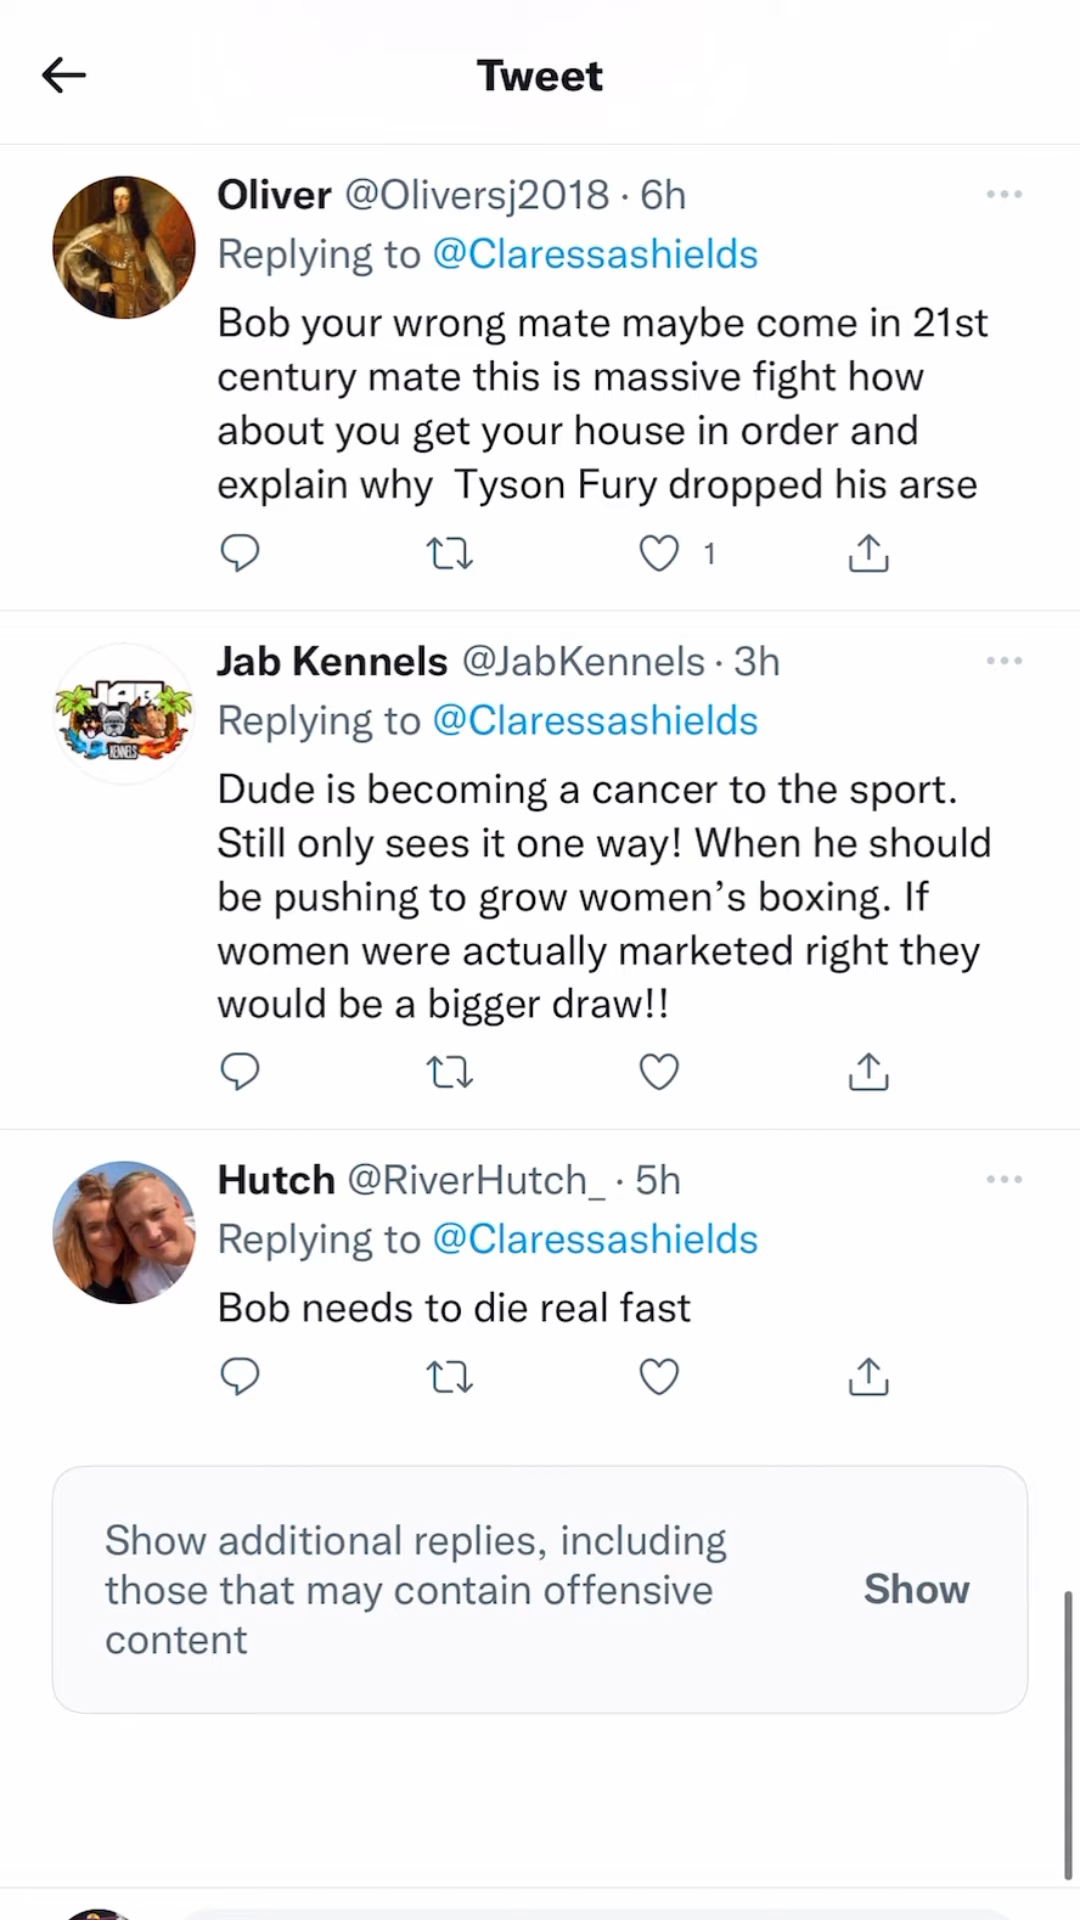 Tweet
Oliver @Oliversj2018 · 6h
Replying to @Claressashields
Bob your wrong mate maybe come in 21st
century mate this is massive fight how
about you get your house in order and
explain why  Tyson Fury dropped his arse
1
Jab Kennels @JabKennels · 3h
JAB
KENNELS
Replying to @Claressashields
Dude is becoming a cancer to the sport.
Still only sees it one way! When he should
be pushing to grow women’s boxing. If
women were actually marketed right they
would be a bigger draw!!
Hutch @RiverHutch_ · 5h
Replying to @Claressashields
Bob needs to die real fast
Show additional replies, including
those that may contain offensive
content
Show